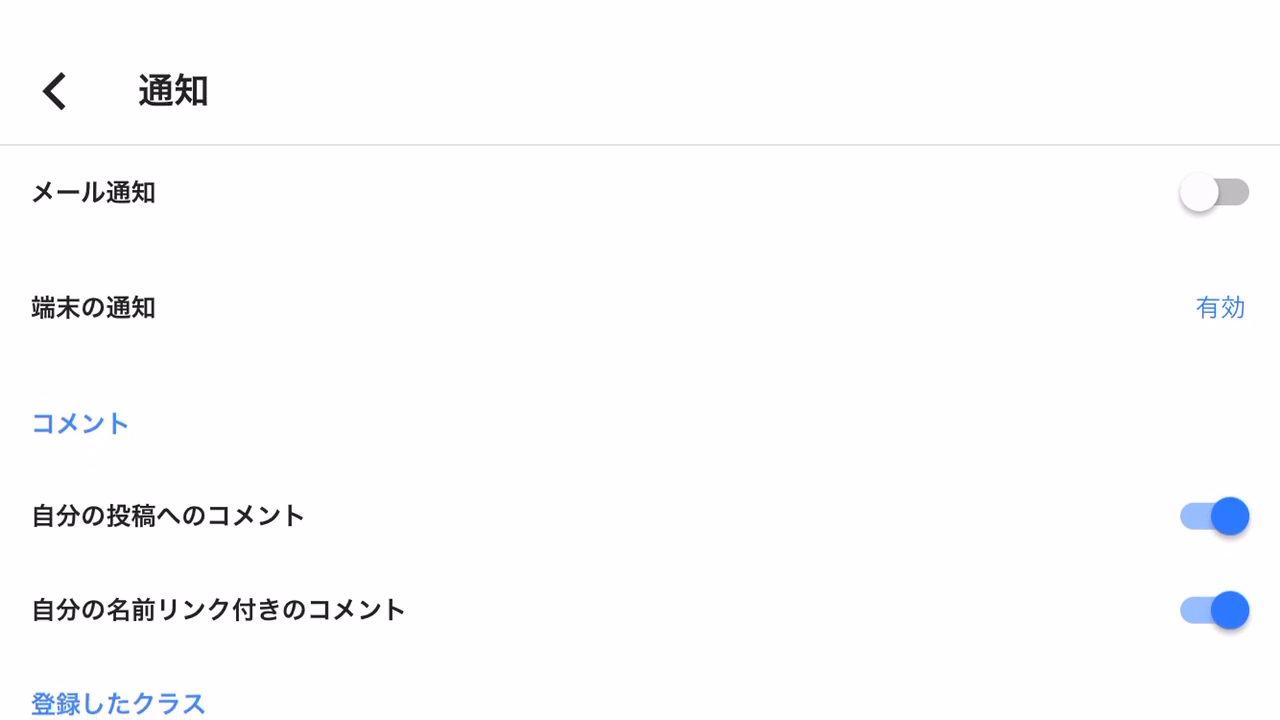 通知
メール通知
端末の通知
有効
コメント
自分の投稿へのコメント
自分の名前リンク付きのコメント
登録したクラス